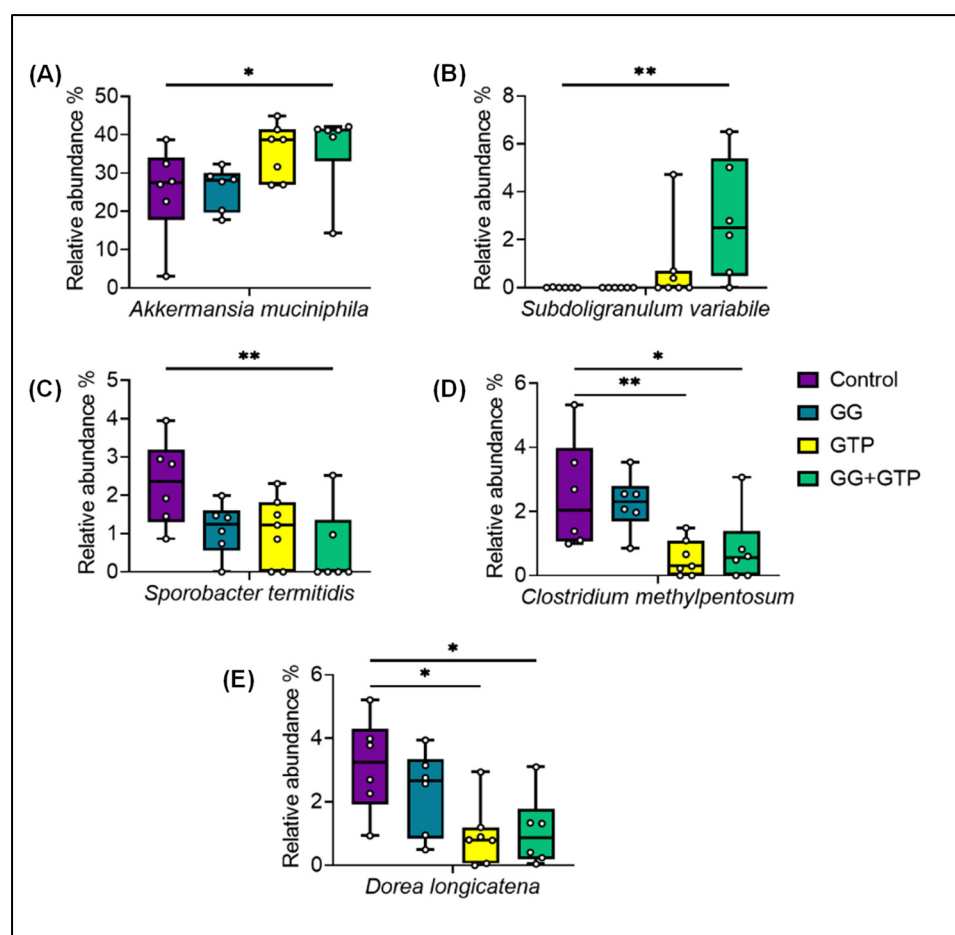 (A)
*
Relative abundance %
50
40
30
20
10
0
Akkermansia muciniphila
(B)
**
Relative abundance %
8
6
4
2
0
Subdoligranulum variabile
(C)
**
Relative abundance %
5
4
3
2
1
0
Sporobacter termitidis
(D)
*
**
Relative abundance %
6
4
2
0
Clostridium methylpentosum
Control
GG
GTP
GG+GTP
(E)
*
*
Relative abundance %
6
4
2
0
Dorea longicatena